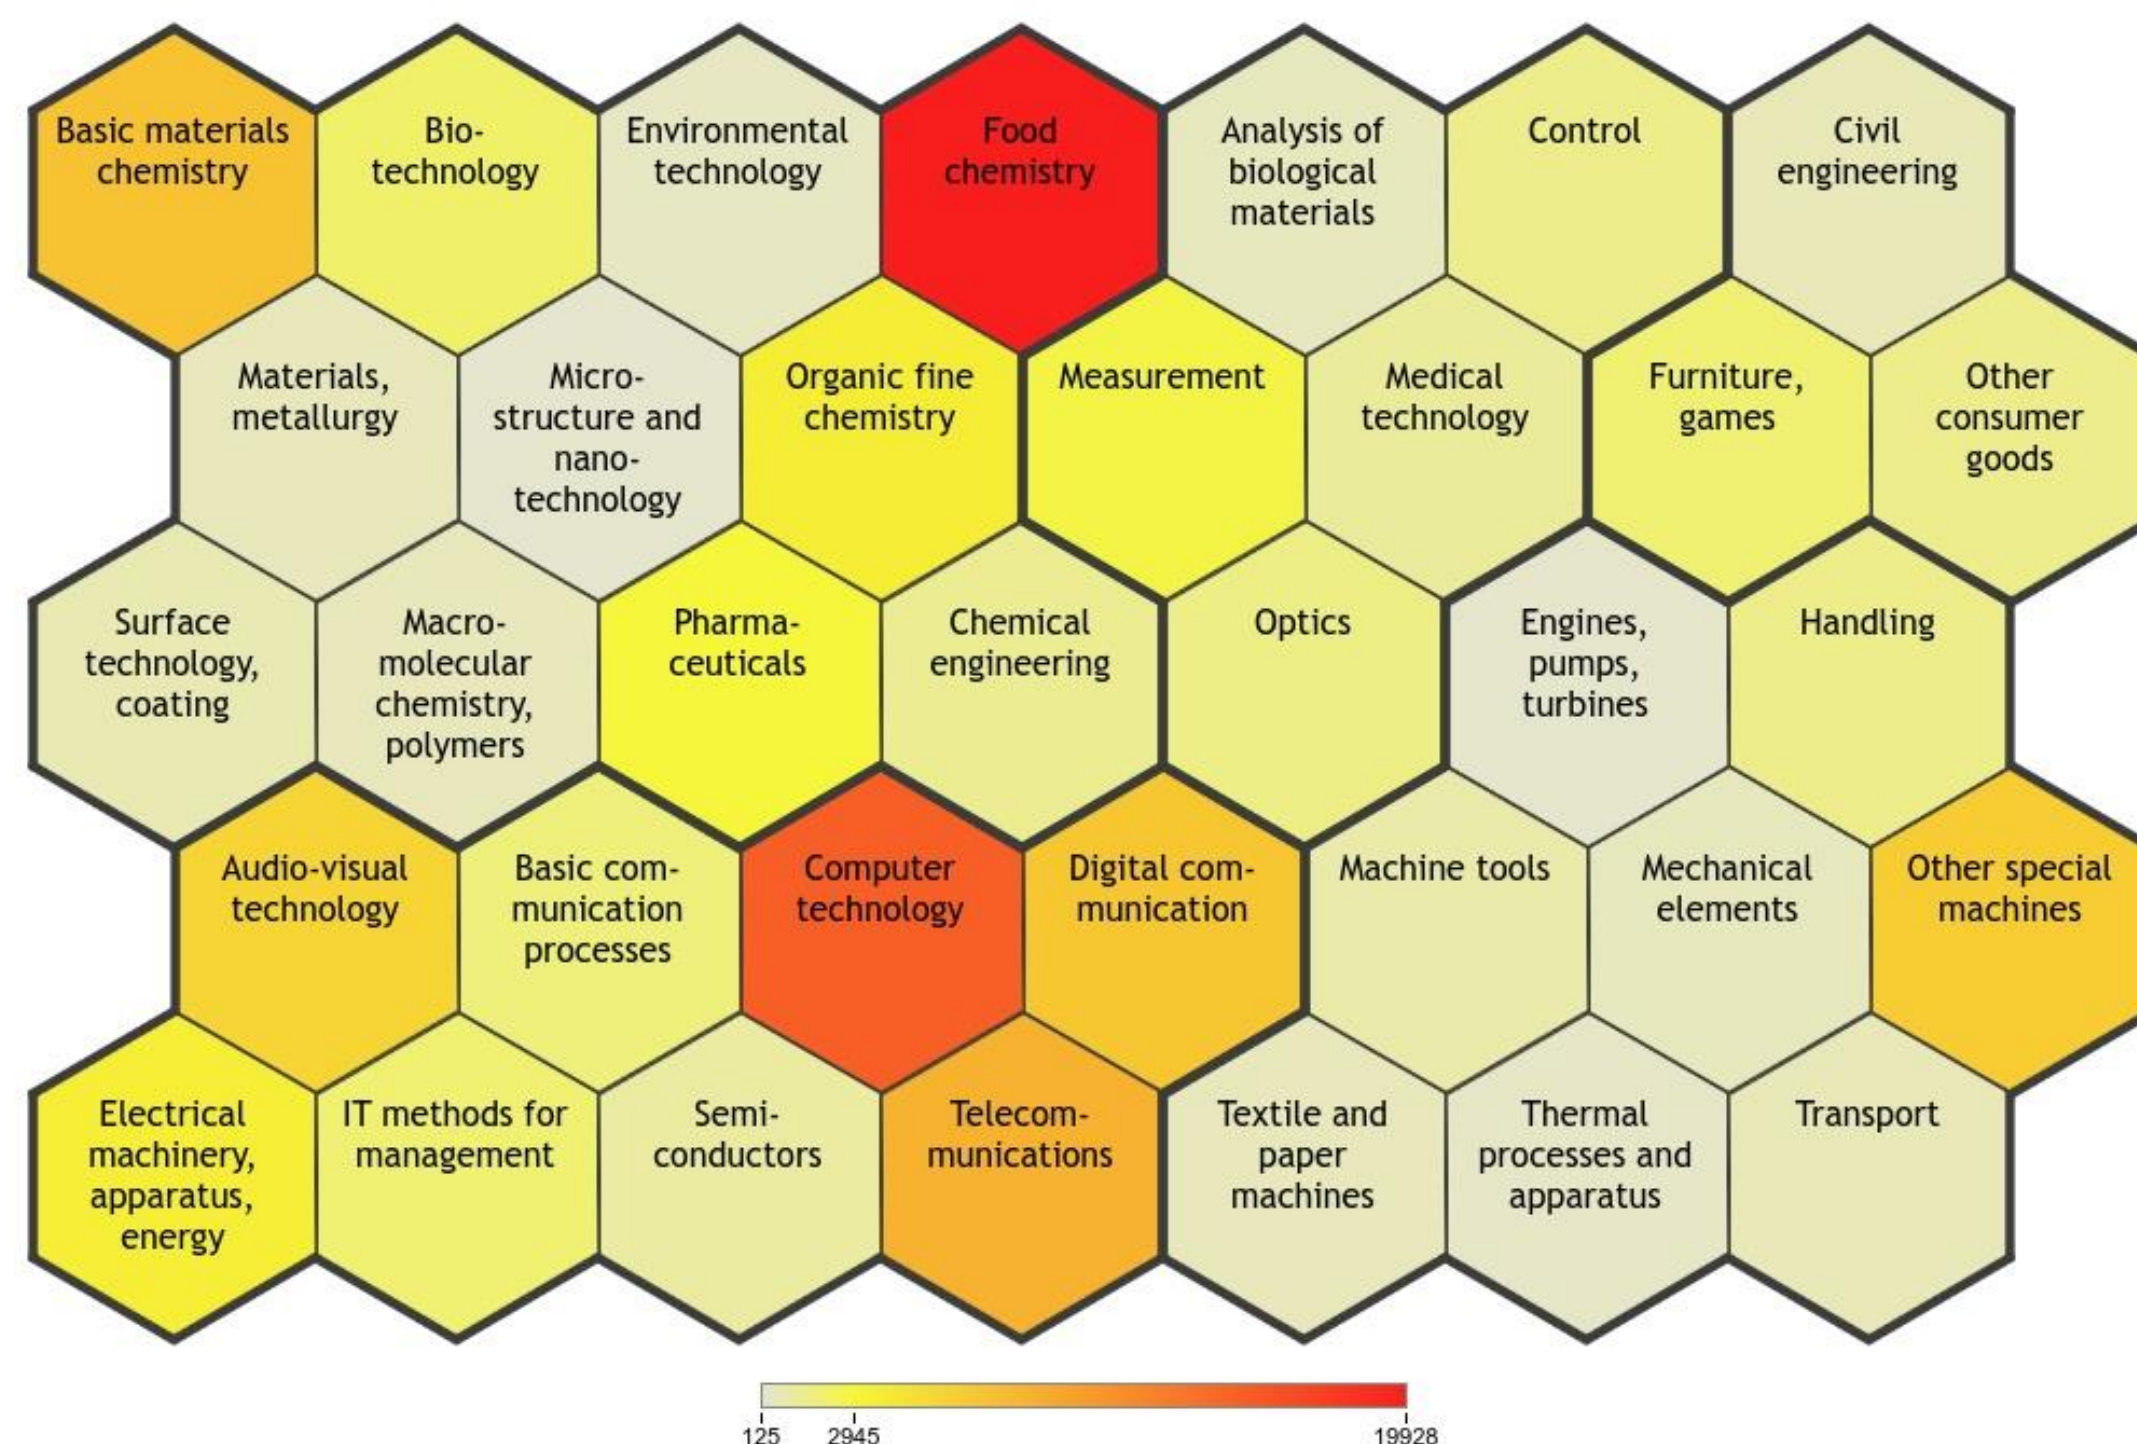 Basic materials
chemistry
Bio-
technology
Environmental
technology
Food
chemistry
Analysis of
biological
materials
Control
Civil
engineering
Materials,
metallurgy
Micro-
structure and
nano-
technology
Organic fine
chemistry
Measurement
Medical
technology
Furniture,
games
Other
consumer
goods
Surface
technology,
coating
Macro-
molecular
chemistry,
polymers
Pharma-
ceuticals
Chemical
engineering
Optics
Engines,
pumps,
turbines
Handling
Audio-visual
technology
Basic com-
munication
processes
Computer
technology
Digital com-
munication
Machine tools
Mechanical
elements
Other special
machines
Electrical
machinery,
apparatus,
energy
IT methods for
management
Semi-
conductors
Telecom-
munications
Textile and
paper
machines
Thermal
processes and
apparatus
Transport
125 2945 19928